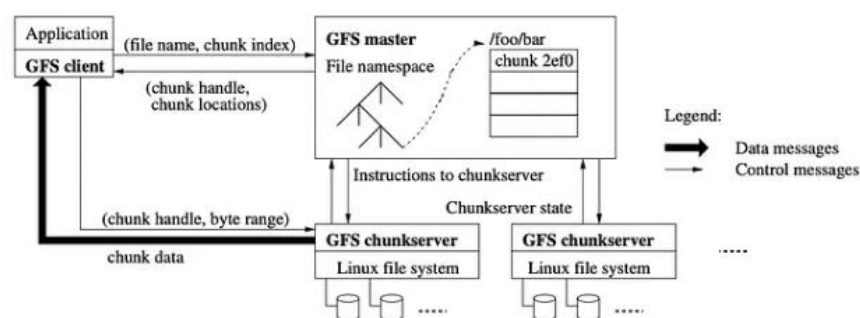 Application
GFS client
(file name, chunk index)
(chunk handle,
chunk locations)
GFS master
File namespace
/foo/bar
chunk 2ef0
Legend:
Data messages
Control messages
Instructions to chunkserver
Chunkserver state
(chunk handle, byte range)
chunk data
GFS chunkserver
Linux file system
GFS chunkserver
Linux file system